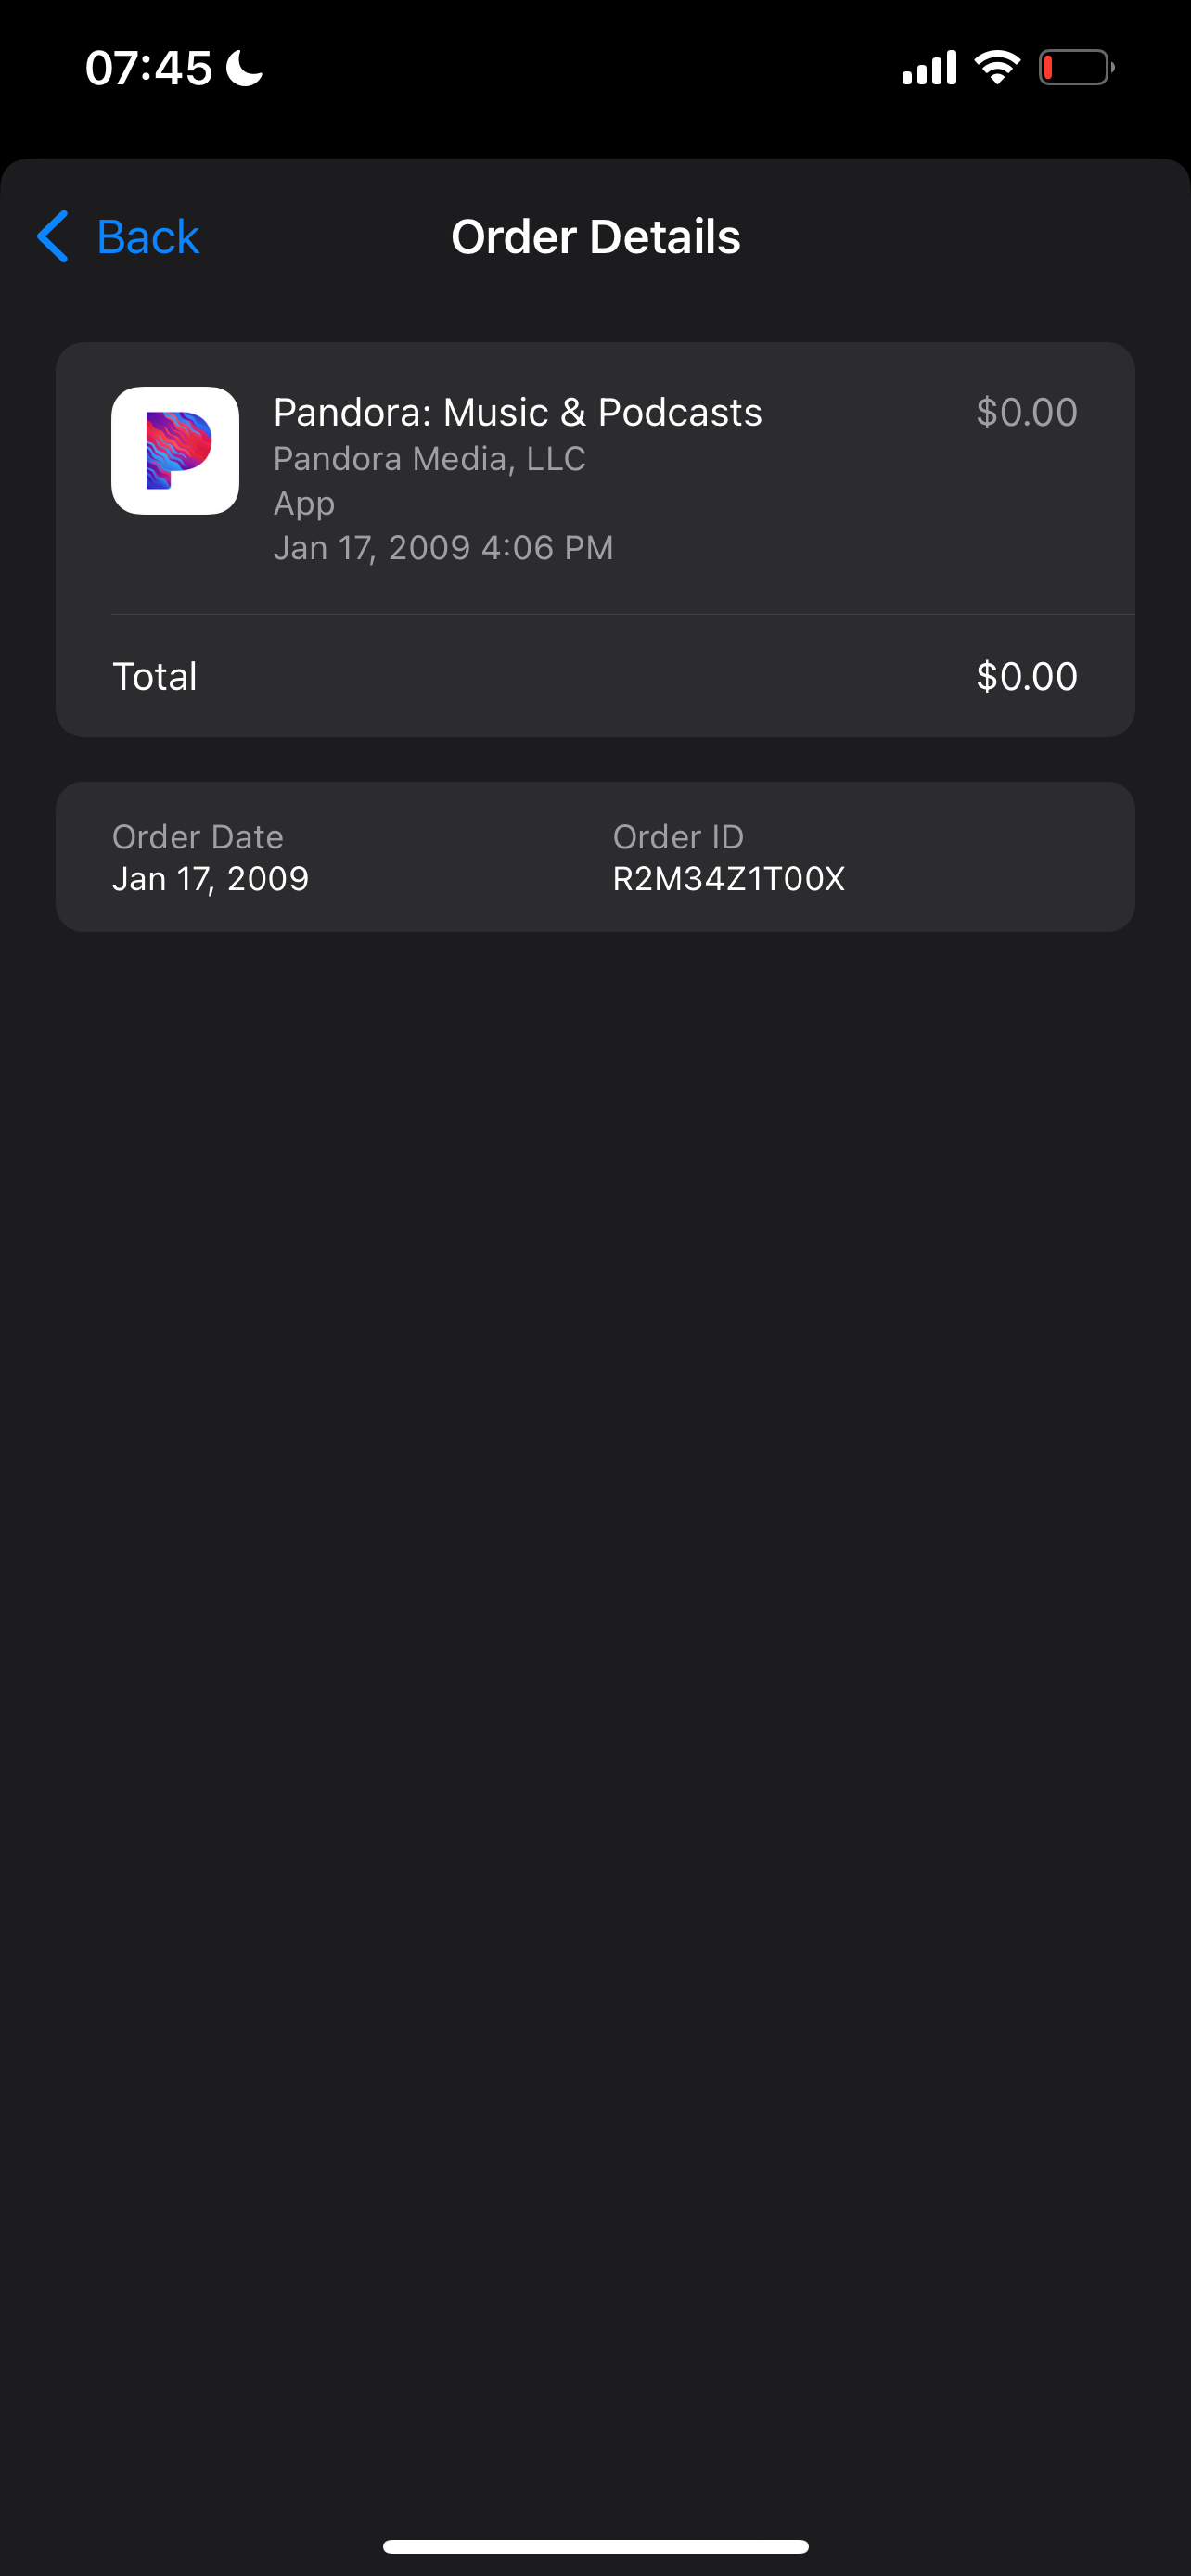 07:45
Back
Order Details
Pandora: Music & Podcasts
$0.00
Pandora Media, LLC
App
Jan 17, 2009 4:06 PM
Total
$0.00
Order Date
Order ID
Jan 17, 2009
R2M34Z1T00X